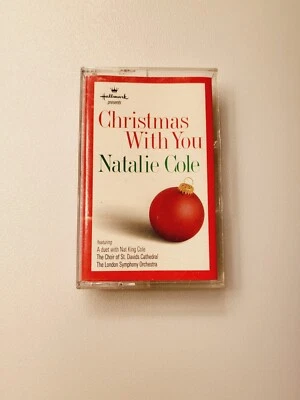 Hallmark
presents
Christmas
With You
Natalie Cole
featuring
A duet with Nat King Cole
The Choir of St. Davids Cathedral
The London Symphony Orchestra